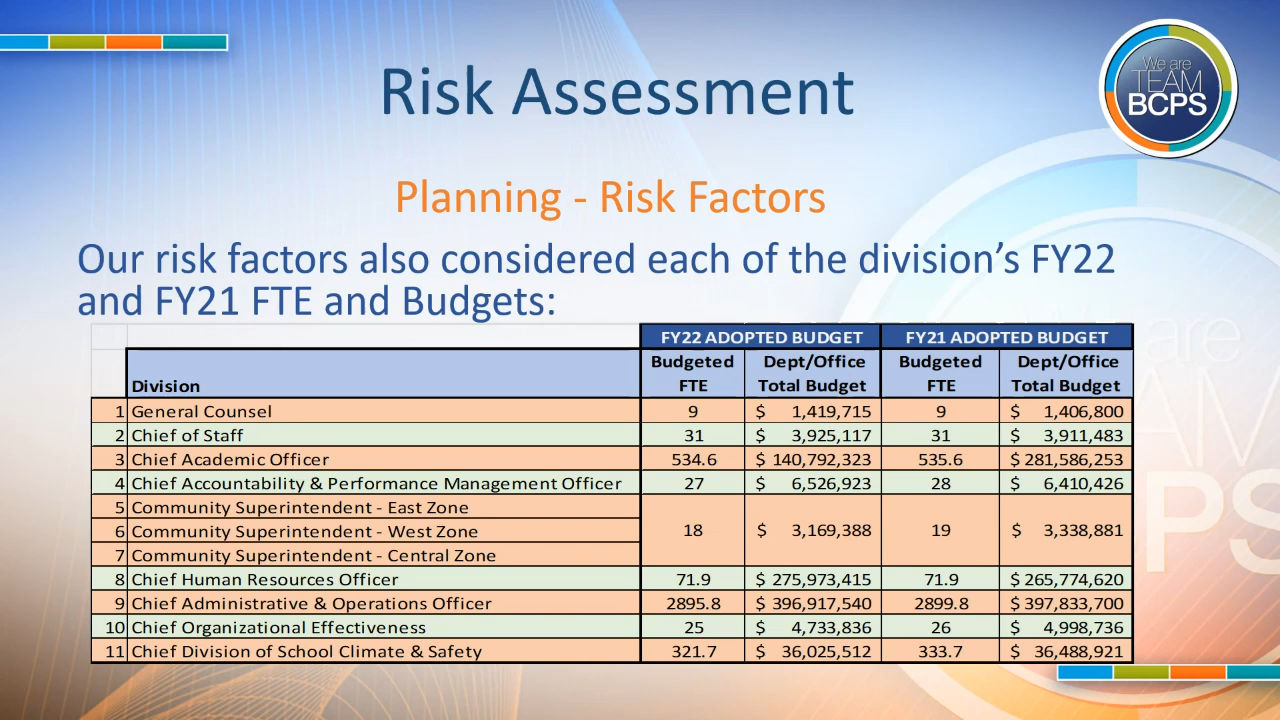 We are
TEAM
BCPS
Risk Assessment
Planning - Risk Factors
Our risk factors also considered each of the division’s FY22
and FY21 FTE and Budgets:
FY22 ADOPTED BUDGET FY21 ADOPTED BUDGET
Budgeted Dept/Office Budgeted Dept/Office
Division FTE Total Budget FTE Total Budget
1 General Counsel 9 $ 1,419,715 9 $ 1,406,800
2 Chief of Staff 31 $ 3,925,117 31 $ 3,911,483
3 Chief Academic Officer 534.6 $ 140,792,323 535.6 $ 281,586,253
4 Chief Accountability & Performance Management Officer 27 $ 6,526,923 28 $ 6,410,426
5 Community Superintendent - East Zone
6 Community Superintendent - West Zone 18 $ 3,169,388 19 $ 3,338,881
7 Community Superintendent - Central Zone
8 Chief Human Resources Officer 71.9 $ 275,973,415 71.9 $ 265,774,620
9 Chief Administrative & Operations Officer 2895.8 $ 396,917,540 2899.8 $ 397,833,700
10 Chief Organizational Effectiveness 25 $ 4,733,836 26 $ 4,998,736
11 Chief Division of School Climate & Safety 321.7 $ 36,025,512 333.7 $ 36,488,921